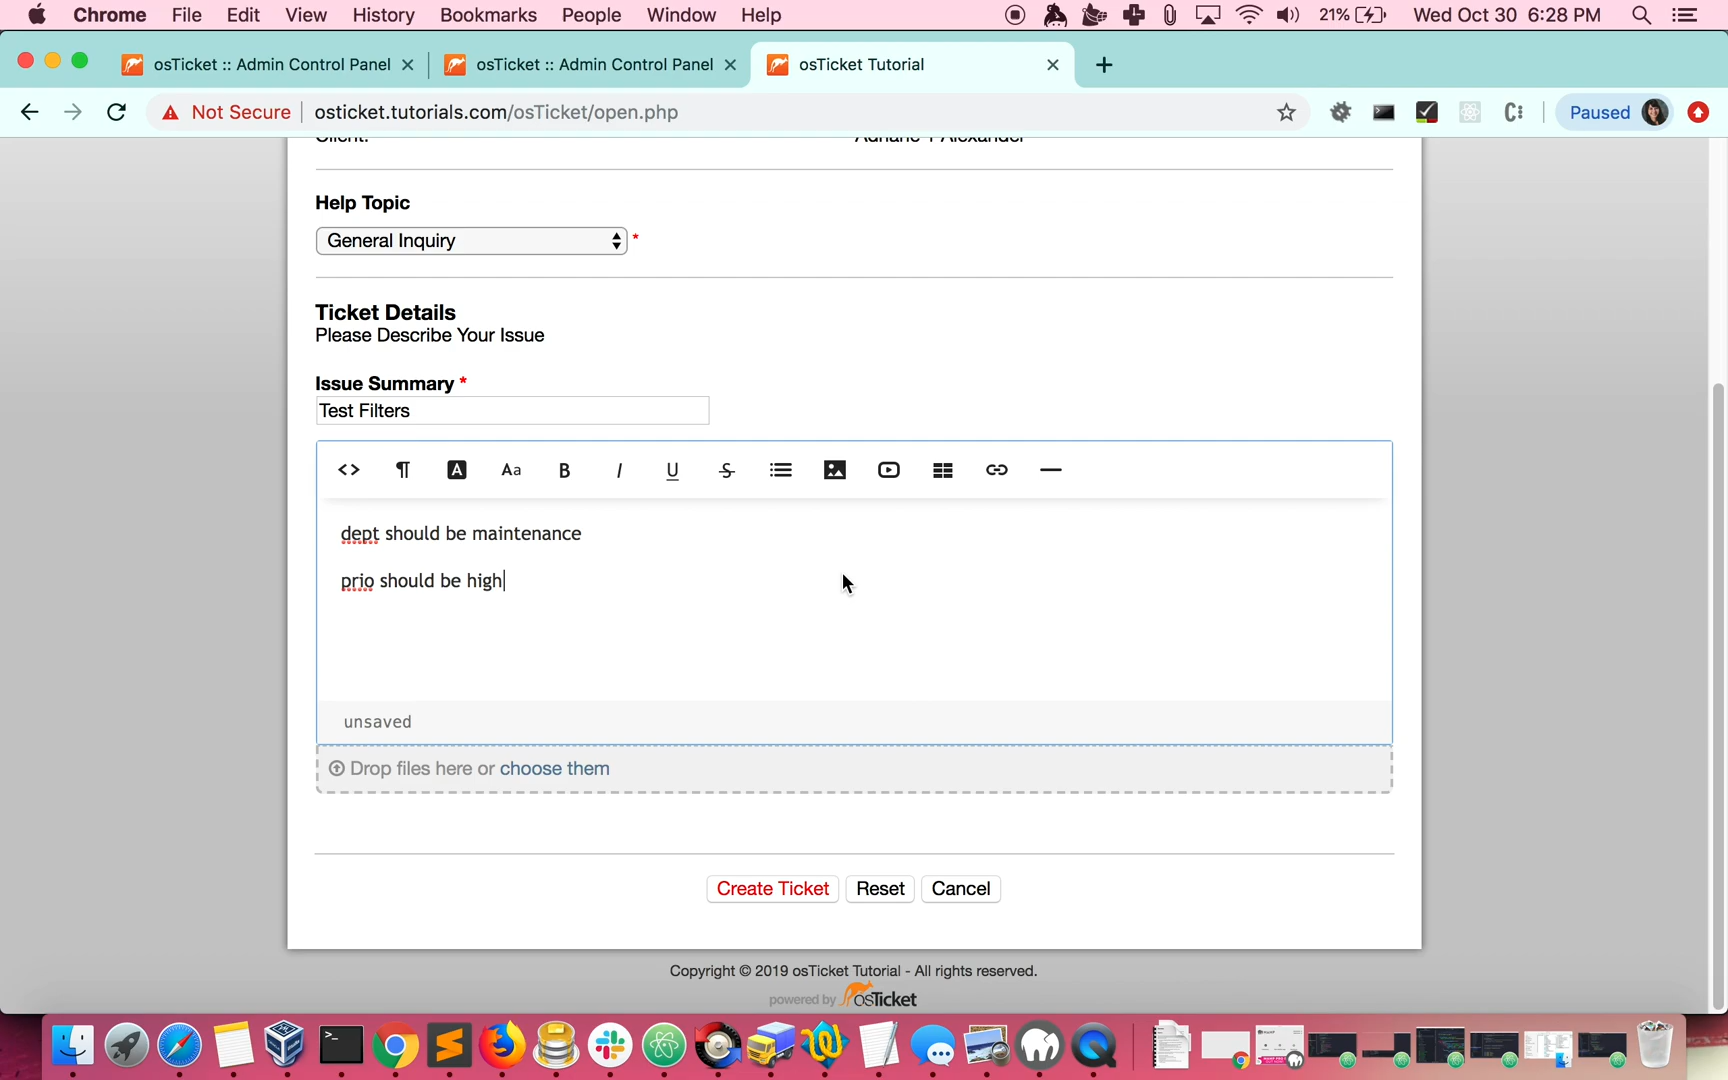 Chrome File Edit View History Bookmarks People Window Help 21% Wed Oct 30 6:28 PM
osTicket :: Admin Control Panel osTicket :: Admin Control Panel osTicket Tutorial
Not Secure osticket.tutorials.com/osTicket/open.php Paused
Client: Adriane T Alexander
Help Topic
General Inquiry *
Ticket Details
Please Describe Your Issue
Issue Summary *
Test Filters
dept should be maintenance
prio should be high
unsaved
Drop files here or choose them
Create Ticket Reset Cancel
Copyright © 2019 osTicket Tutorial - All rights reserved.
powered by osTicket